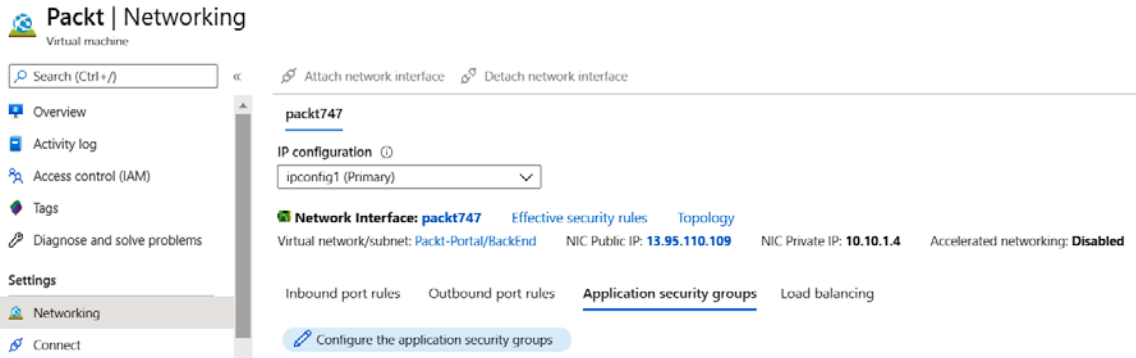 Packt | Networking
Virtual machine
Search (Ctrl+/)
«
Overview
Activity log
Access control (IAM)
Tags
Diagnose and solve problems
Settings
Networking
Connect
Attach network interface Detach network interface
packt747
IP configuration
ipconfig1 (Primary)
Network Interface: packt747 Effective security rules Topology
Virtual network/subnet: Packt-Portal/BackEnd NIC Public IP: 13.95.110.109 NIC Private IP: 10.10.1.4 Accelerated networking: Disabled
Inbound port rules Outbound port rules Application security groups Load balancing
Configure the application security groups